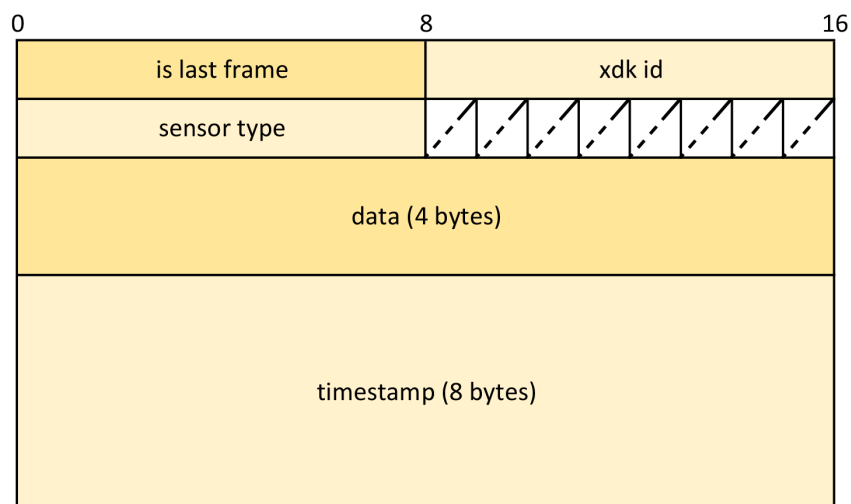 0 8 16
is last frame xdk id
sensor type
data (4 bytes)
timestamp (8 bytes)